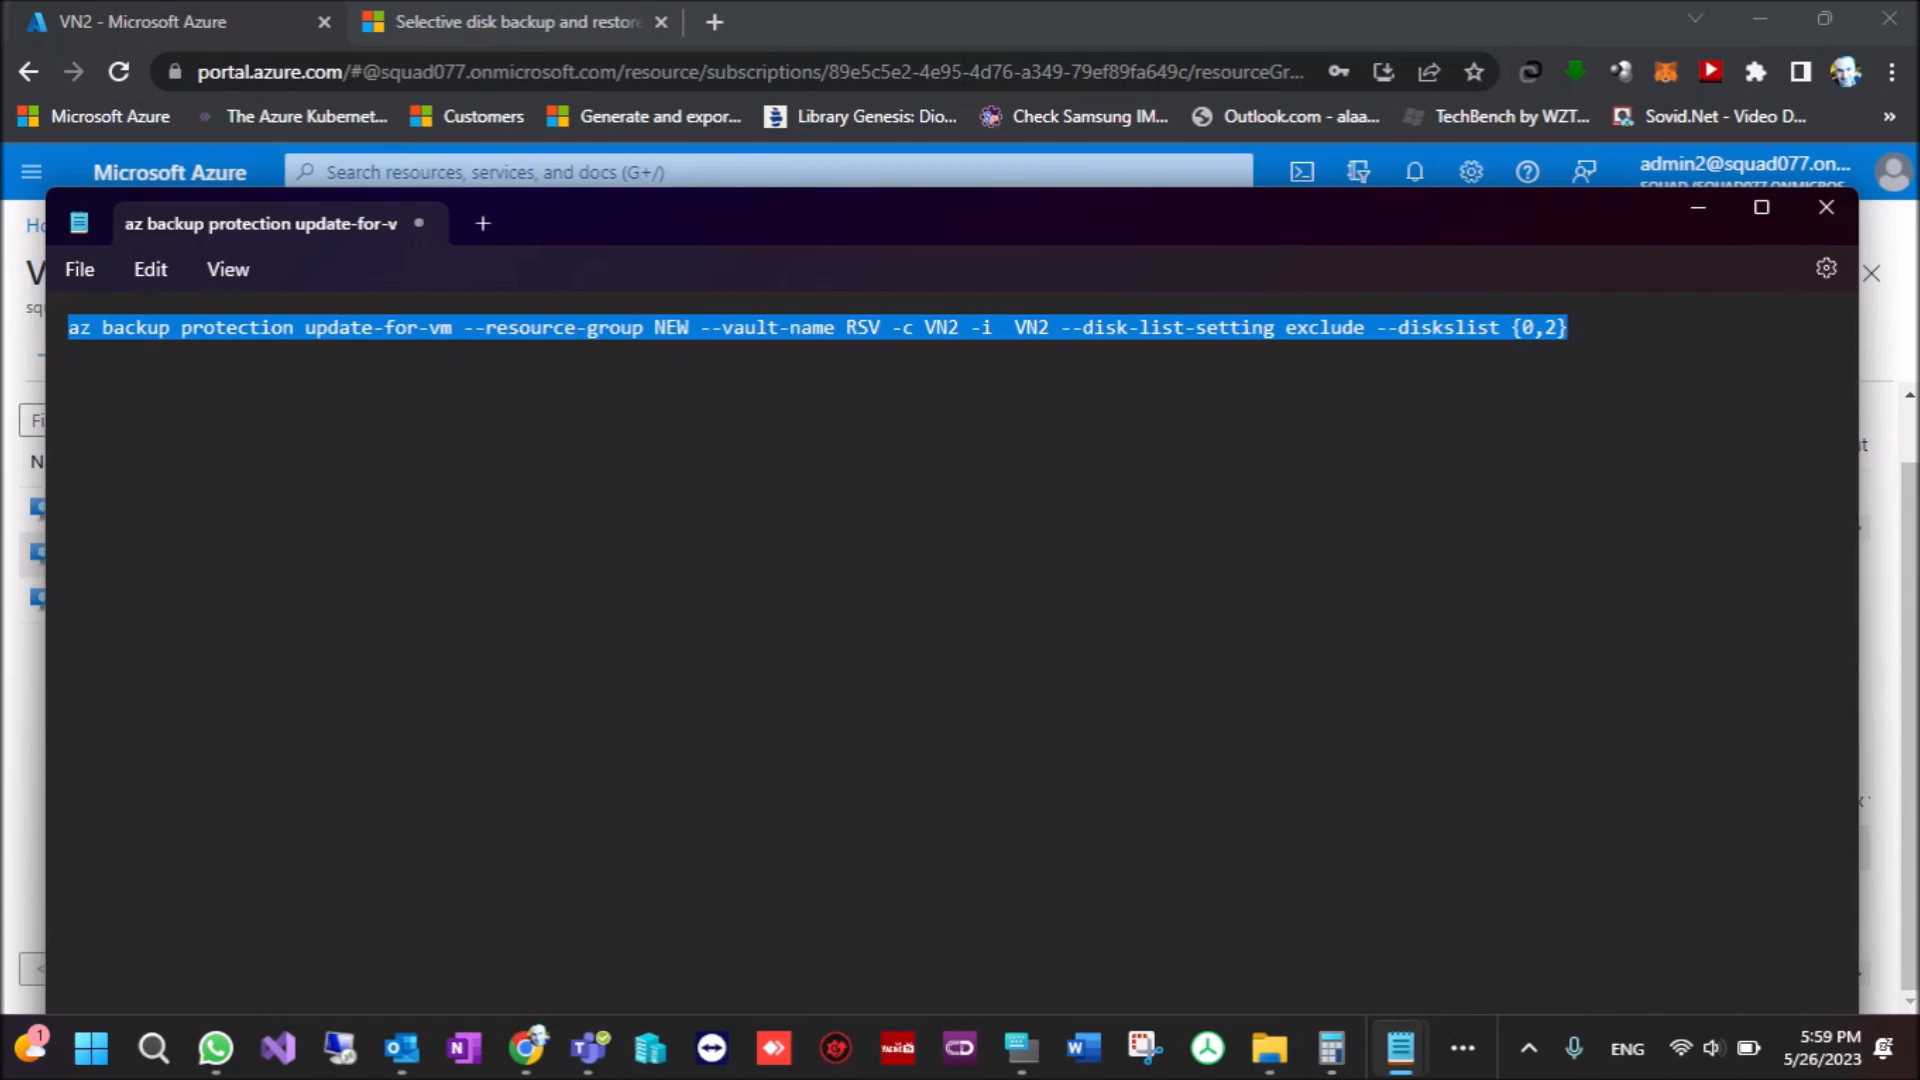 VN2 - Microsoft Azure
Selective disk backup and restor
portal.azure.com/#@squad077.onmicrosoft.com/resource/subscriptions/89e5c5e2-4e95-4d76-a349-79ef89fa649c/resourceGr...
Microsoft Azure
The Azure Kubernet...
Customers
Generate and expor...
Library Genesis: Dio...
Check Samsung IM...
Outlook.com - alaa...
TechBench by WZT...
Sovid.Net - Video D...
»
Microsoft Azure
Search resources, services, and docs (G+/)
admin2@squad077.on...
az backup protection update-for-v
File
Edit
View
az backup protection update-for-vm --resource-group NEW --vault-name RSV -c VN2 -i  VN2 --disk-list-setting exclude --diskslist {0,2}
1
ENG
5:59 PM
5/26/2023